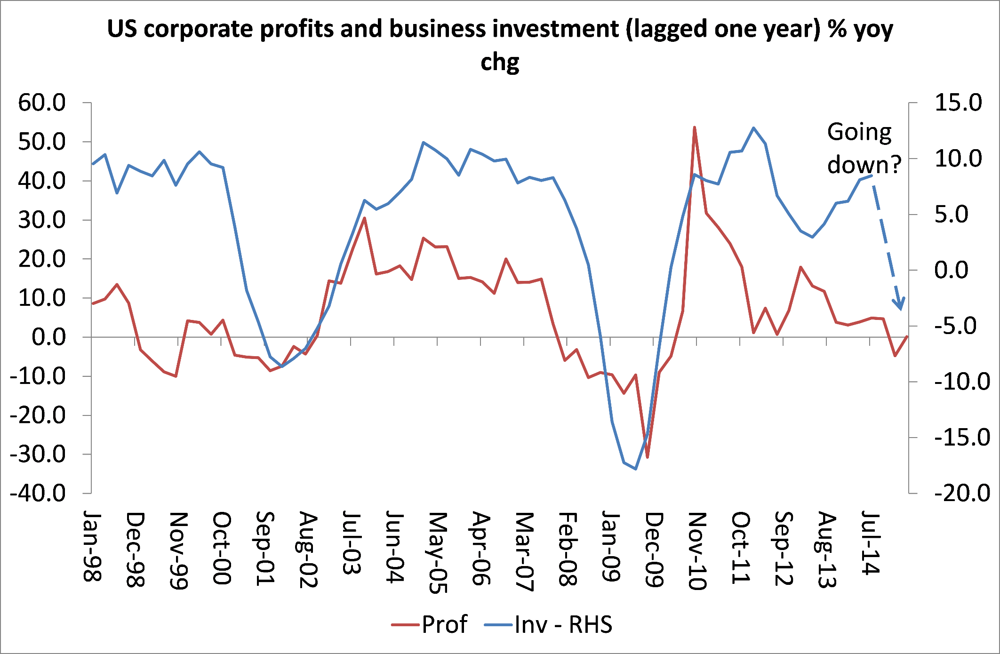 US corporate profits and business investment (lagged one year) % yoy
chg
60.0
50.0
40.0
30.0
20.0
10.0
0.0
-10.0
-20.0
-30.0
-40.0
15.0
10.0
5.0
0.0
-5.0
-10.0
-15.0
-20.0
Going
down?
Jan-98
Dec-98
Nov-99
Oct-00
Sep-01
Aug-02
Jul-03
Jun-04
May-05
Apr-06
Mar-07
Feb-08
Jan-09
Dec-09
Nov-10
Oct-11
Sep-12
Aug-13
Jul-14
Prof
Inv - RHS